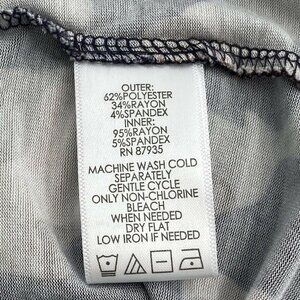 OUTER:
62%POLYESTER
34%RAYON
4%SPANDEX
INNER:
95%RAYON
5%SPANDEX
RN 87935
MACHINE WASH COLD
SEPARATELY
GENTLE CYCLE
ONLY NON-CHLORINE
BLEACH
WHEN NEEDED
DRY FLAT
LOW IRON IF NEEDED